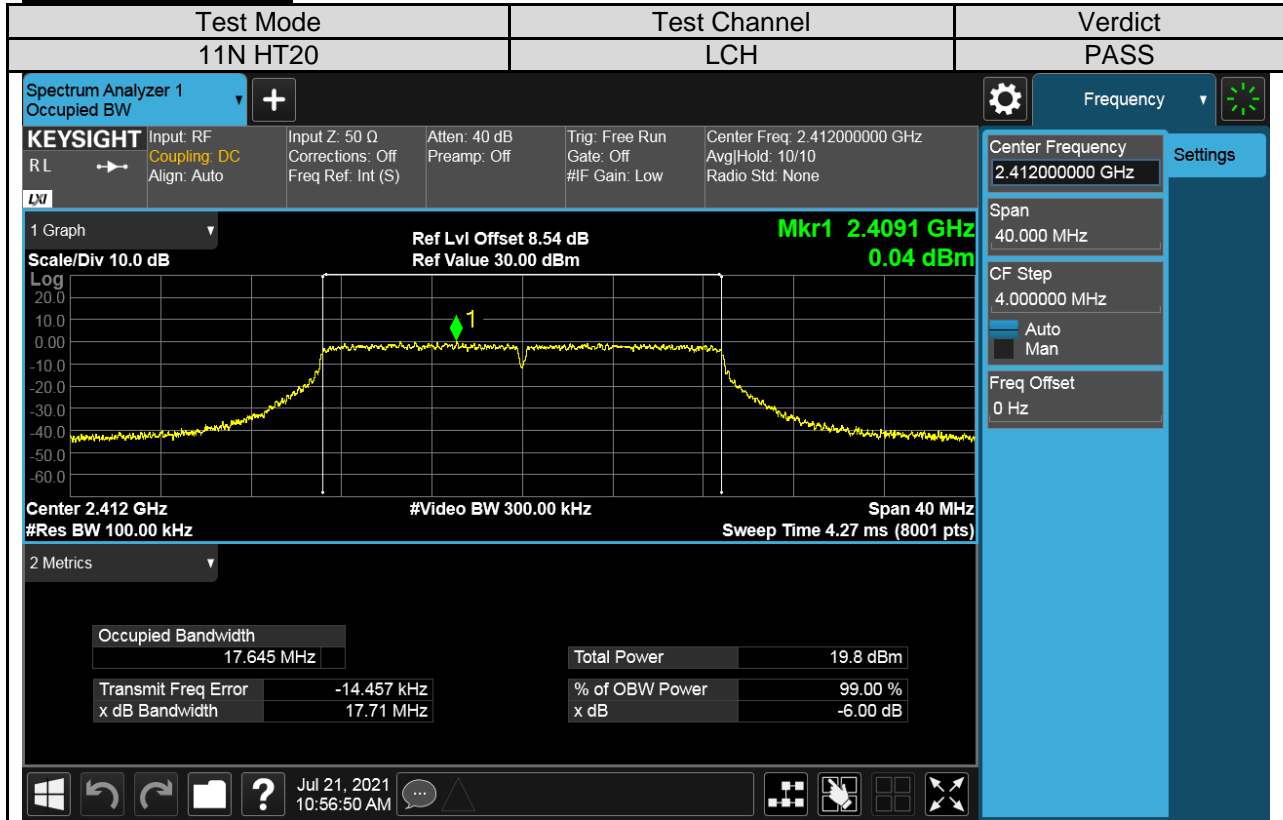 Test Mode Test Channel Verdict
11N HT20 LCH PASS
Spectrum Analyzer 1
Occupied BW
+
Frequency
KEYSIGHT Input: RF Input Z: 50 Ω Atten: 40 dB Trig: Free Run Center Freq: 2.412000000 GHz
R L Coupling: DC Corrections: Off Preamp: Off Gate: Off Avg|Hold: 10/10
Align: Auto Freq Ref: Int (S) #IF Gain: Low Radio Std: None
LXI
Center Frequency
2.412000000 GHz
Settings
Span
40.000 MHz
CF Step
4.000000 MHz
Auto
Man
Freq Offset
0 Hz
1 Graph Ref Lvl Offset 8.54 dB Mkr1 2.4091 GHz
Scale/Div 10.0 dB Ref Value 30.00 dBm 0.04 dBm
Log
20.0
10.0
1
0.00
-10.0
-20.0
-30.0
-40.0
-50.0
-60.0
Center 2.412 GHz #Video BW 300.00 kHz Span 40 MHz
#Res BW 100.00 kHz Sweep Time 4.27 ms (8001 pts)
2 Metrics
Occupied Bandwidth
17.645 MHz Total Power 19.8 dBm
Transmit Freq Error -14.457 kHz % of OBW Power 99.00 %
x dB Bandwidth 17.71 MHz x dB -6.00 dB
? Jul 21, 2021
10:56:50 AM